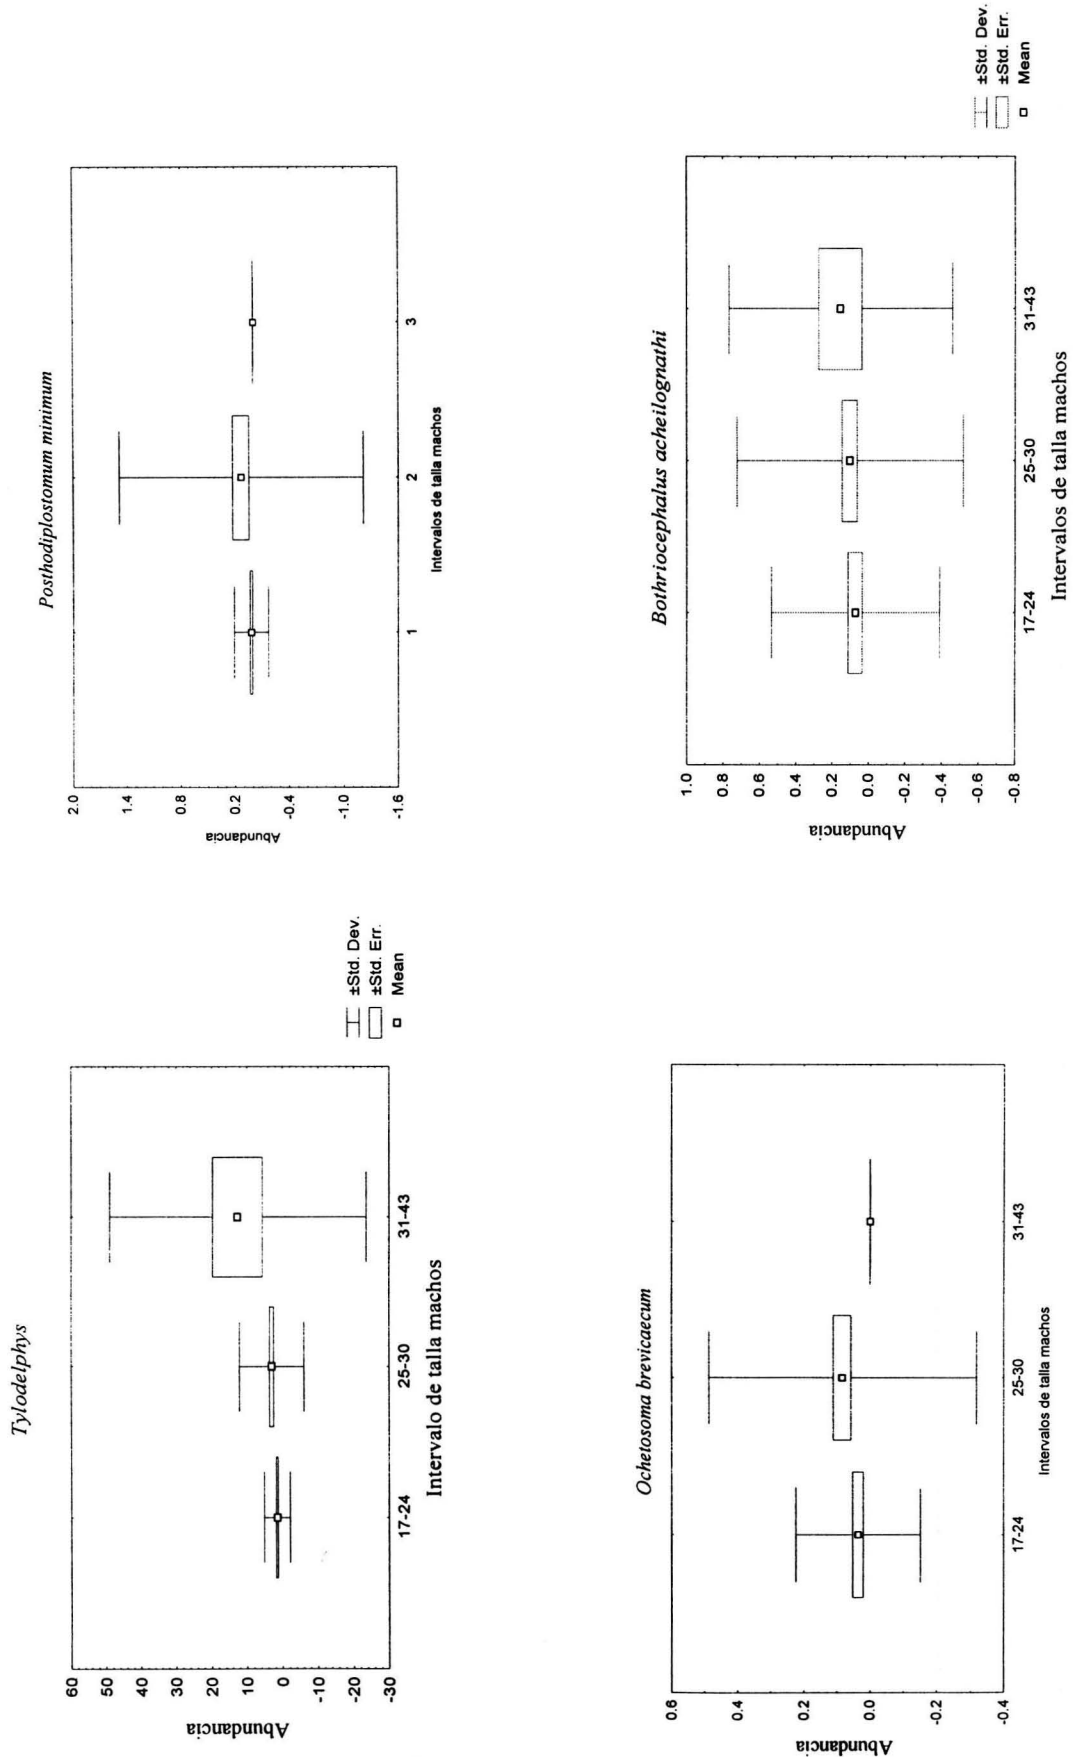 Tylodelphys
Abundancia
60
50
40
30
20
10
0
-10
-20
-30
17-24 25-30 31-43
Intervalo de talla machos
±Std. Dev.
±Std. Err.
Mean
Posthodiplostomum minimum
Abundancia
2.0
1.4
0.8
0.2
-0.4
-1.0
-1.6
1 2 3
Intervalos de talla machos
Ochetosoma brevicaecum
Abundancia
0.6
0.4
0.2
0.0
-0.2
-0.4
17-24 25-30 31-43
Intervalos de talla machos
Bothriocephalus acheilognathi
Abundancia
1.0
0.8
0.6
0.4
0.2
0.0
-0.2
-0.4
-0.6
-0.8
17-24 25-30 31-43
Intervalos de talla machos
±Std. Dev.
±Std. Err.
Mean